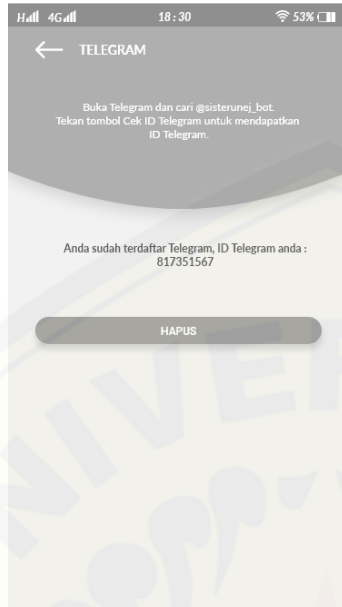 H 4G 18:30 53%
TELEGRAM
Buka Telegram dan cari @sisterunej_bot.
Tekan tombol Cek ID Telegram untuk mendapatkan
ID Telegram.
Anda sudah terdaftar Telegram, ID Telegram anda :
817351567
HAPUS
NIVER